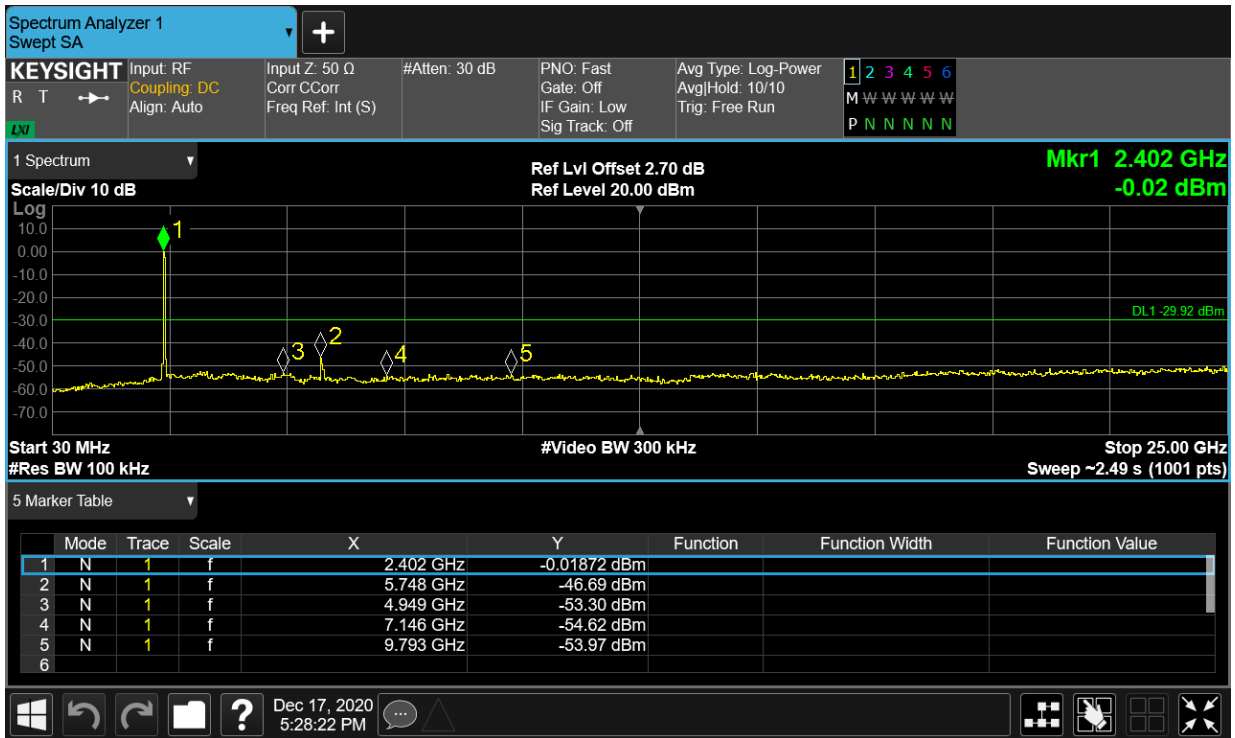 Spectrum Analyzer 1
Swept SA
+
KEYSIGHT
R T
LXI
Input: RF
Coupling: DC
Align: Auto
Input Z: 50 Ω
Corr CCorr
Freq Ref: Int (S)
#Atten: 30 dB
PNO: Fast
Gate: Off
IF Gain: Low
Sig Track: Off
Avg Type: Log-Power
Avg|Hold: 10/10
Trig: Free Run
1 2 3 4 5 6
M W W W W W
P N N N N N
1 Spectrum
Scale/Div 10 dB
Ref Lvl Offset 2.70 dB
Ref Level 20.00 dBm
Mkr1 2.402 GHz
-0.02 dBm
Log
10.0
0.00
-10.0
-20.0
-30.0
-40.0
-50.0
-60.0
-70.0
1
2
3
4
5
DL1 -29.92 dBm
Start 30 MHz
#Res BW 100 kHz
#Video BW 300 kHz
Stop 25.00 GHz
Sweep ~2.49 s (1001 pts)
5 Marker Table
Mode Trace Scale X Y Function Function Width Function Value
1 N 1 f 2.402 GHz -0.01872 dBm
2 N 1 f 5.748 GHz -46.69 dBm
3 N 1 f 4.949 GHz -53.30 dBm
4 N 1 f 7.146 GHz -54.62 dBm
5 N 1 f 9.793 GHz -53.97 dBm
6
?
Dec 17, 2020
5:28:22 PM